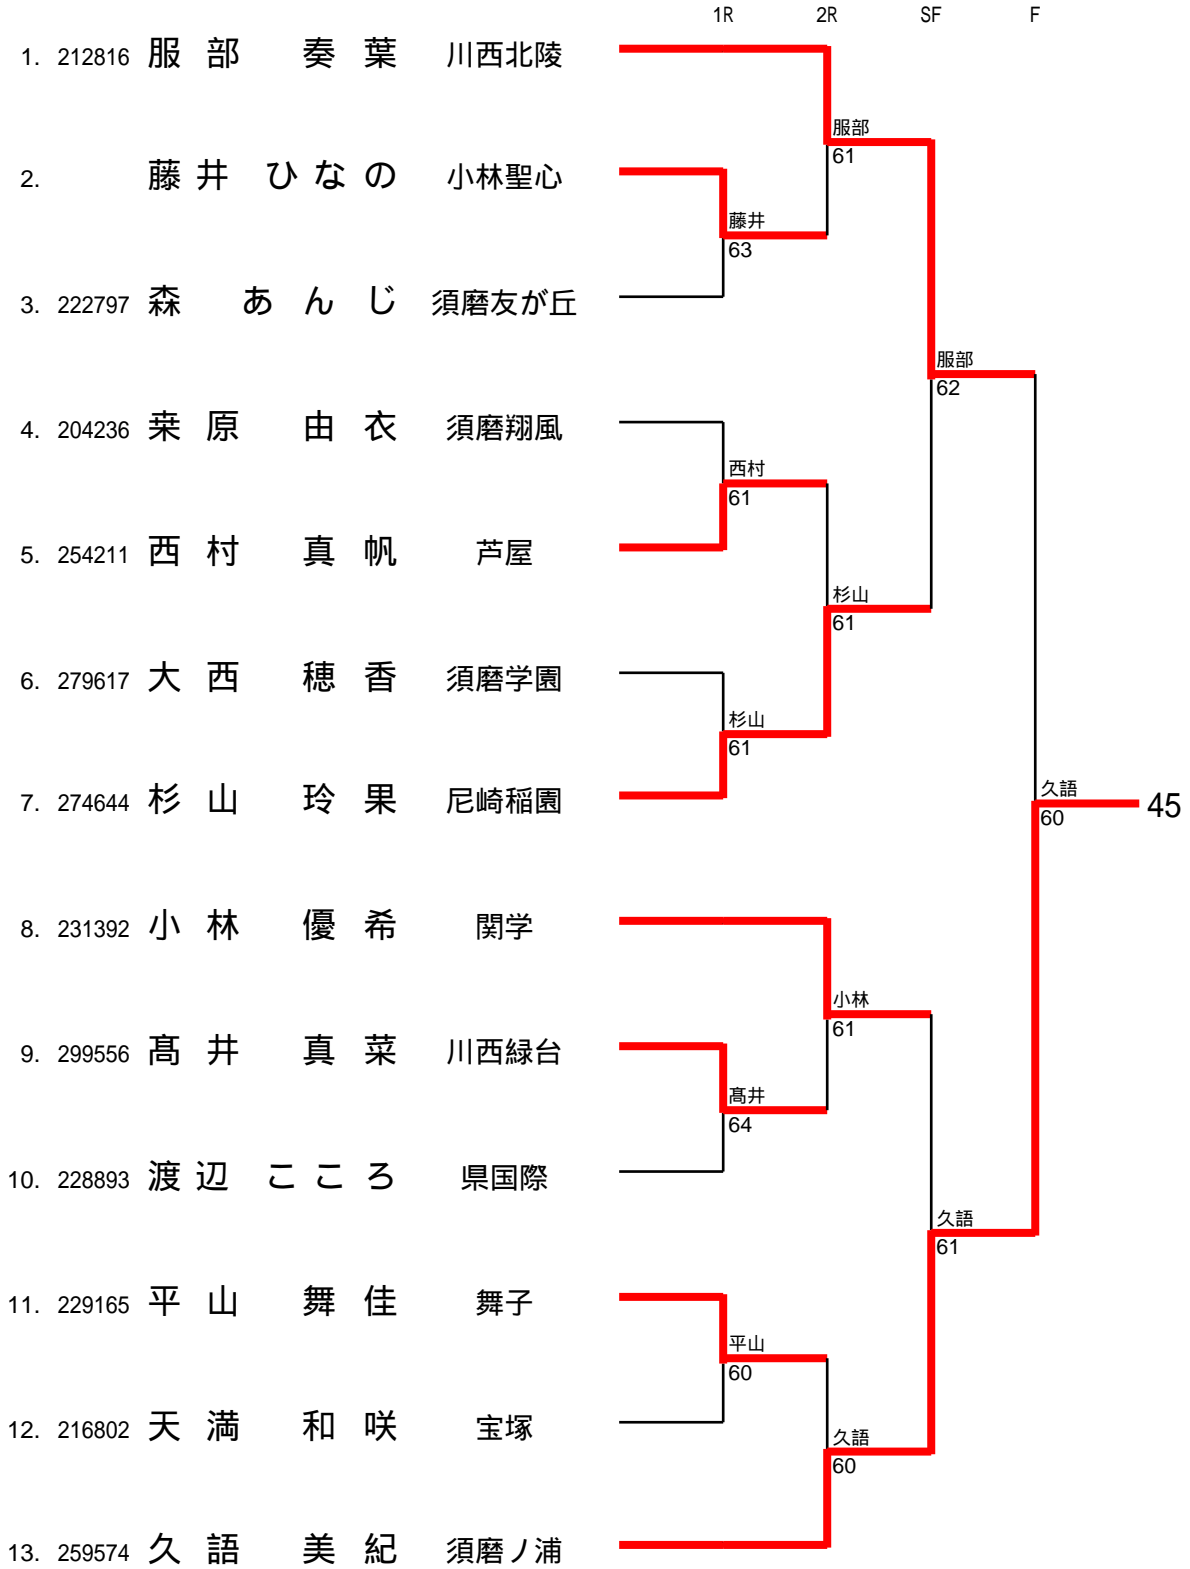 1R 2R SF F
1. 212816 服部 奏葉 川西北陵
服部
61
2. 藤井 ひなの 小林聖心
藤井
63
3. 222797 森 あんじ 須磨友が丘
服部
62
4. 204236 桒原 由衣 須磨翔風
西村
61
5. 254211 西村 真帆 芦屋
杉山
61
6. 279617 大西 穂香 須磨学園
杉山
61
7. 274644 杉山 玲果 尼崎稲園
久語
60
45
8. 231392 小林 優希 関学
小林
61
9. 299556 髙井 真菜 川西緑台
髙井
64
10. 228893 渡辺 こころ 県国際
久語
61
11. 229165 平山 舞佳 舞子
平山
60
12. 216802 天満 和咲 宝塚
久語
60
13. 259574 久語 美紀 須磨ノ浦